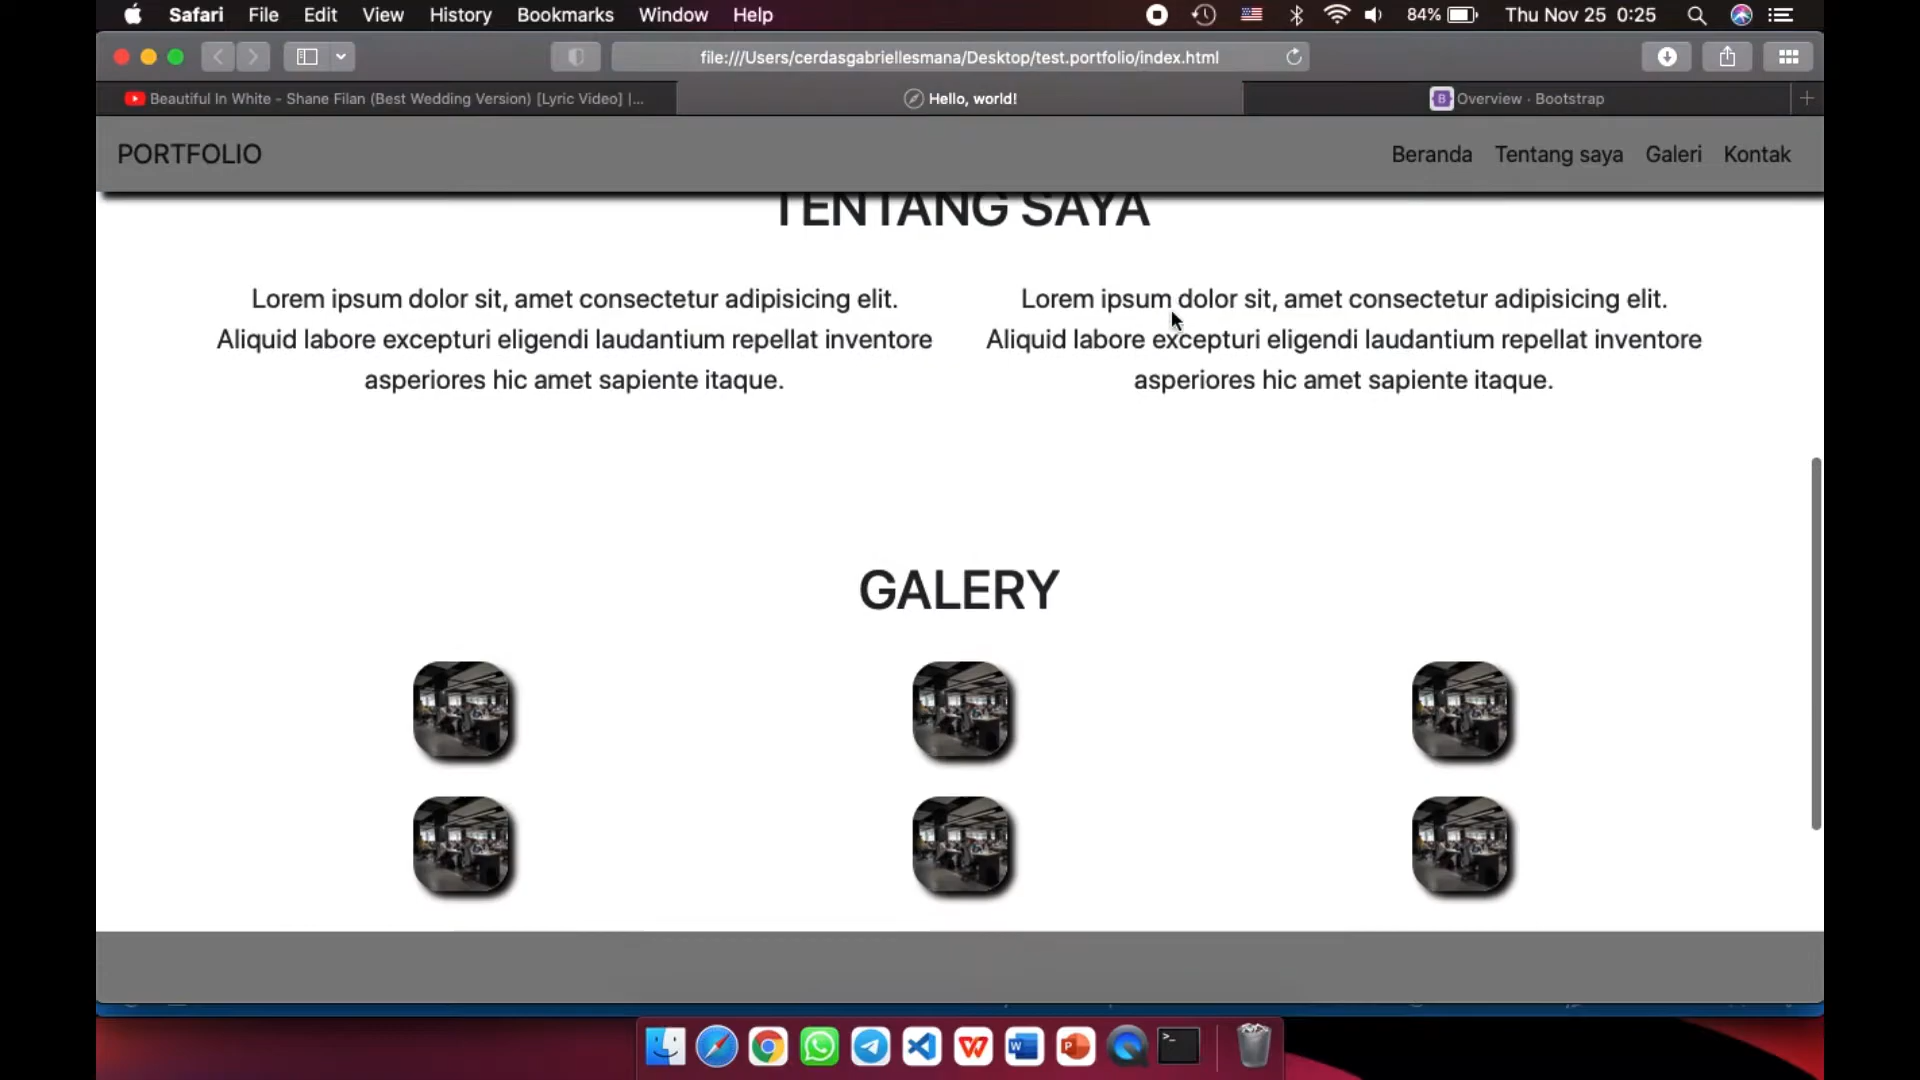 Safari File Edit View History Bookmarks Window Help 84% Thu Nov 25 0:25
file:///Users/cerdasgabriellesmana/Desktop/test.portfolio/index.html
Beautiful In White - Shane Filan (Best Wedding Version) [Lyric Video] |... Hello, world! B Overview · Bootstrap
PORTFOLIO Beranda Tentang saya Galeri Kontak
TENTANG SAYA
Lorem ipsum dolor sit, amet consectetur adipisicing elit.
Aliquid labore excepturi eligendi laudantium repellat inventore
asperiores hic amet sapiente itaque.
Lorem ipsum dolor sit, amet consectetur adipisicing elit.
Aliquid labore excepturi eligendi laudantium repellat inventore
asperiores hic amet sapiente itaque.
GALERY